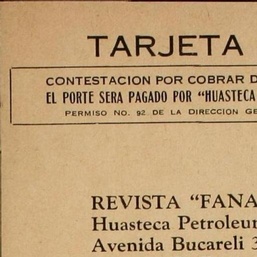 TARJETA
CONTESTACION POR COBRAR D
EL PORTE SERA PAGADO POR "HUASTECA
PERMISO NO. 92 DE LA DIRECCION GE
REVISTA "FANA
Huasteca Petroleu
Avenida Bucareli 3